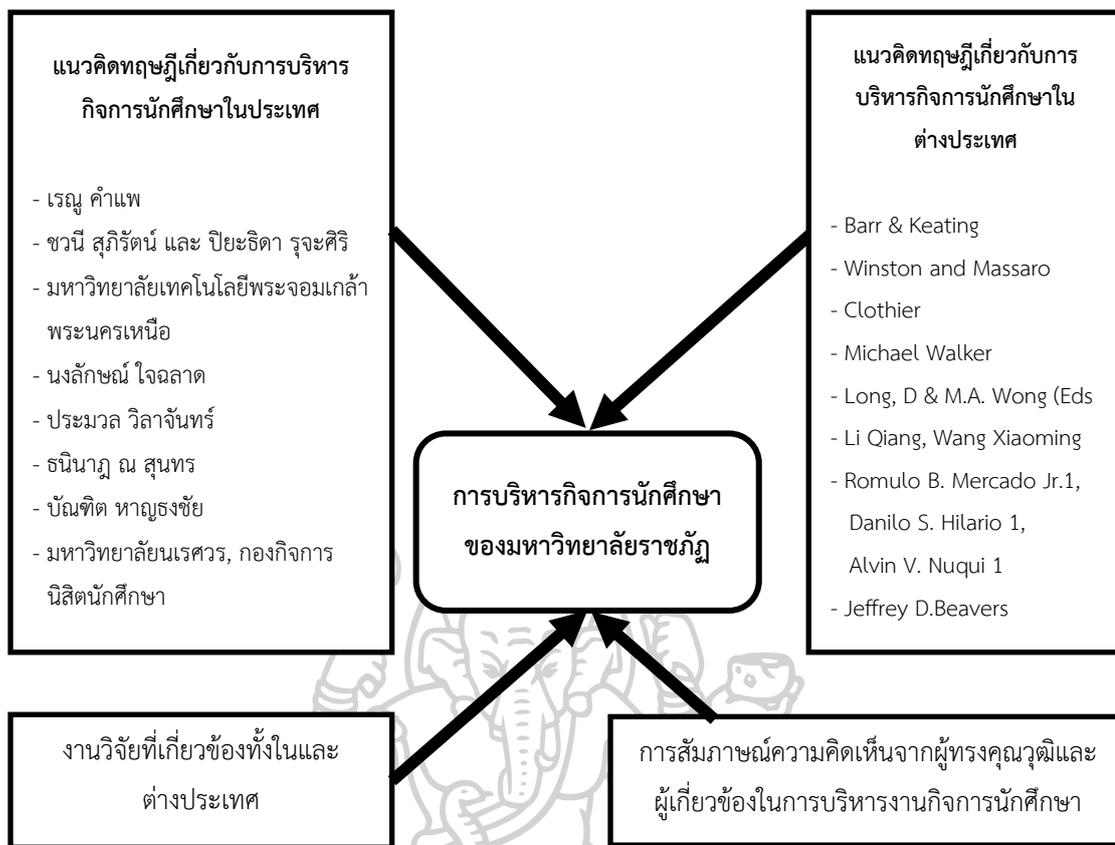 แนวคิดทฤษฎีเกี่ยวกับการบริหาร
กิจการนักศึกษาในประเทศ
- เรณู คำแพ
- ชวนี สุภิรัตน์ และ ปิยะธิดา รุจะศิริ
- มหาวิทยาลัยเทคโนโลยีพระจอมเกล้า
พระนครเหนือ
- นงลักษณ์ ใจฉลาด
- ประมวล วิลาจันทร์
- ธนินาฎ ณ สุนทร
- บัณฑิต หาญธงชัย
- มหาวิทยาลัยนเรศวร, กองกิจการ
นิสิตนักศึกษา
แนวคิดทฤษฎีเกี่ยวกับการ
บริหารกิจการนักศึกษาใน
ต่างประเทศ
- Barr & Keating
- Winston and Massaro
- Clothier
- Michael Walker
- Long, D & M.A. Wong (Eds
- Li Qiang, Wang Xiaoming
- Romulo B. Mercado Jr.1,
Danilo S. Hilario 1,
Alvin V. Nuqui 1
- Jeffrey D.Beavers
การบริหารกิจการนักศึกษา
ของมหาวิทยาลัยราชภัฏ
งานวิจัยที่เกี่ยวข้องทั้งในและ
ต่างประเทศ
การสัมภาษณ์ความคิดเห็นจากผู้ทรงคุณวุฒิและ
ผู้เกี่ยวข้องในการบริหารงานกิจการนักศึกษา